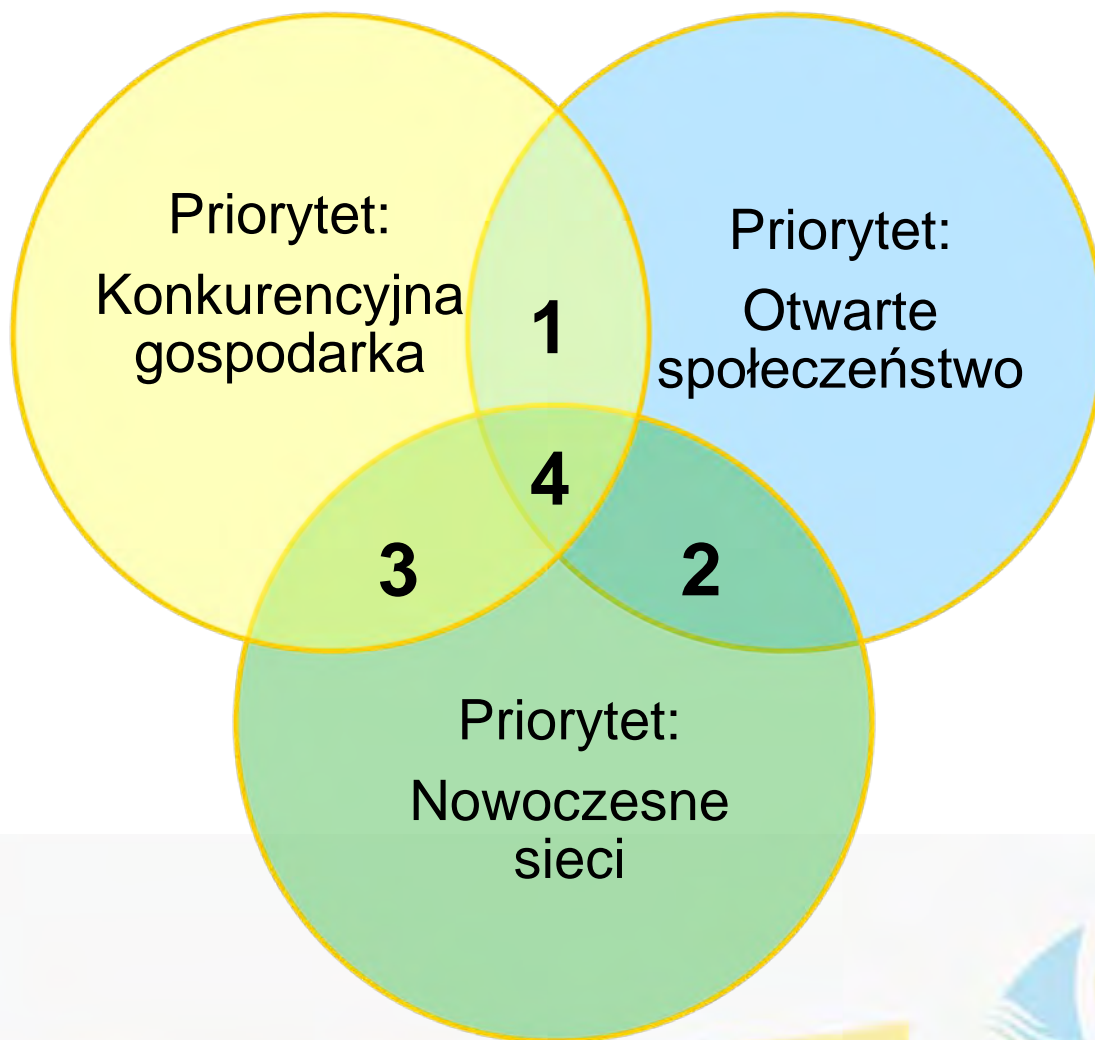 Priorytet:
Konkurencyjna
gospodarka
Priorytet:
Otwarte
społeczeństwo
1
4
3
2
Priorytet:
Nowoczesne
sieci